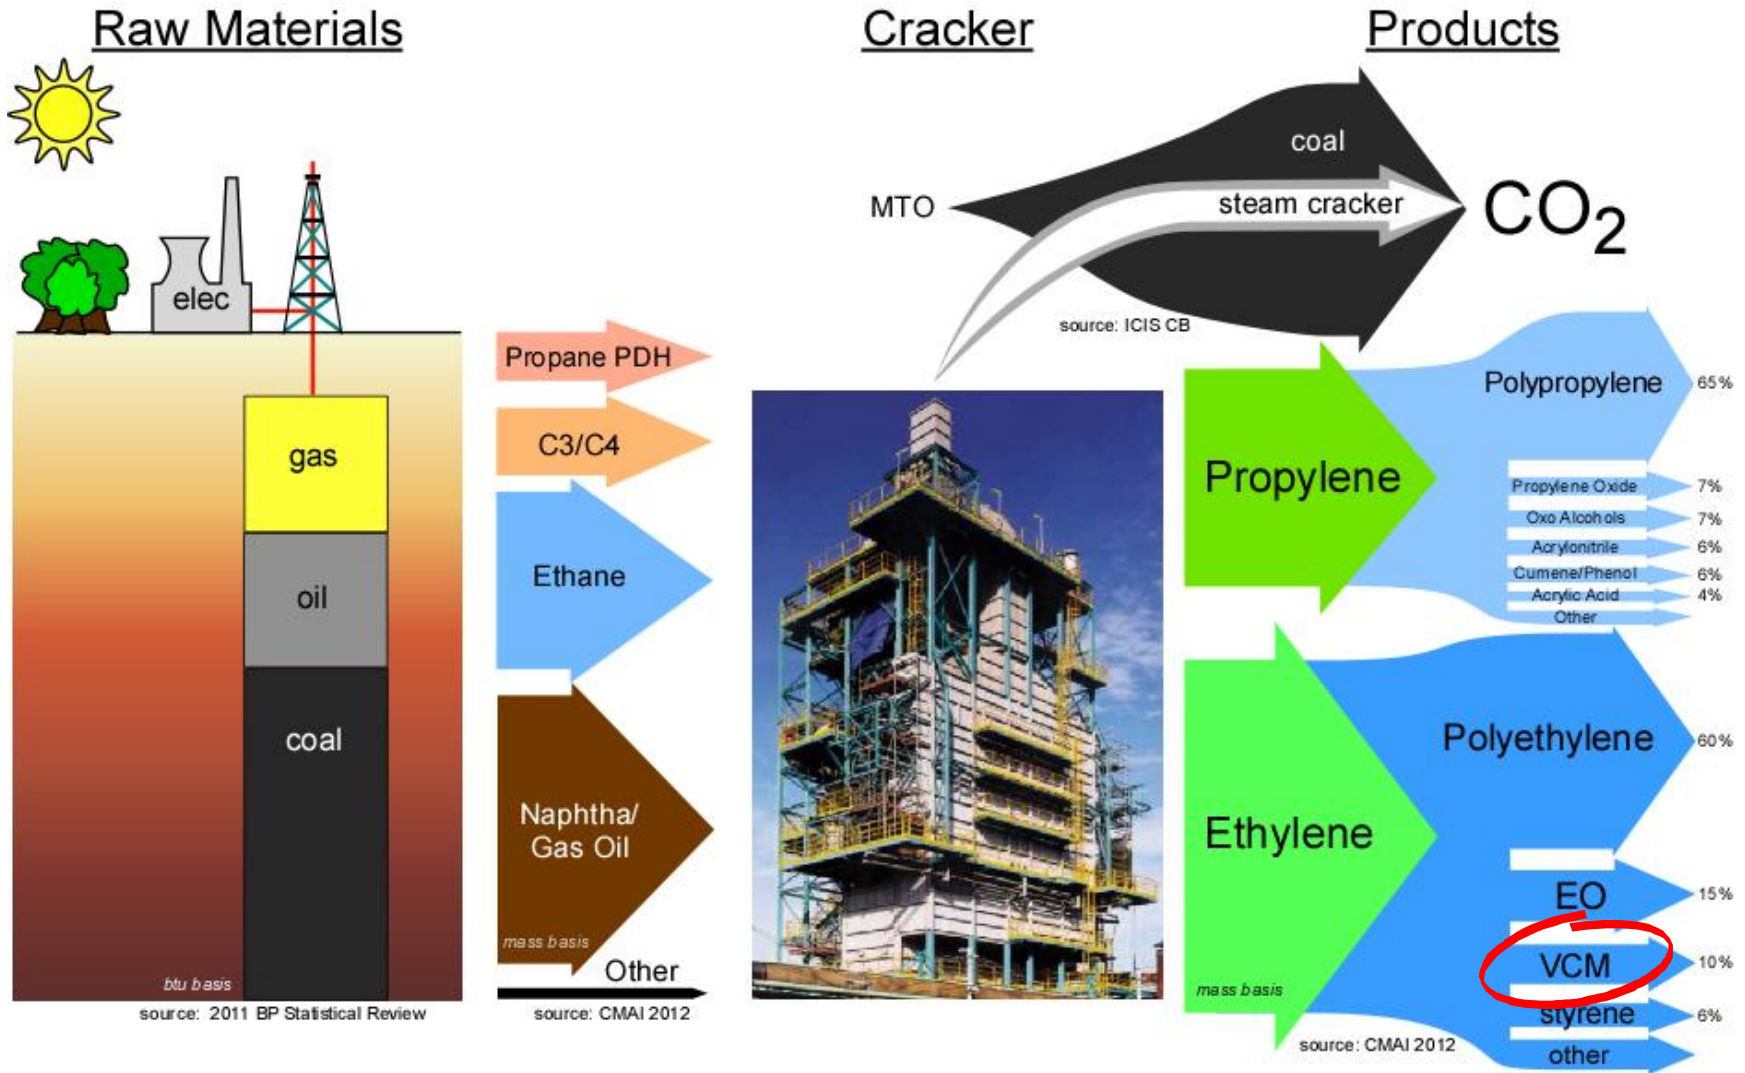 Raw Materials
Cracker
Products
coal
MTO
steam cracker
CO2
source: ICIS CB
elec
gas
oil
coal
btu basis
source: 2011 BP Statistical Review
Propane PDH
C3/C4
Ethane
Naphtha/
Gas Oil
mass basis
Other
source: CMAI 2012
Propylene
Polypropylene
65%
Propylene Oxide
7%
Oxo Alcohols
7%
Acrylonitrile
6%
Cumene/Phenol
6%
Acrylic Acid
4%
Other
Ethylene
mass basis
Polyethylene
60%
EO
15%
VCM
10%
styrene
6%
other
source: CMAI 2012